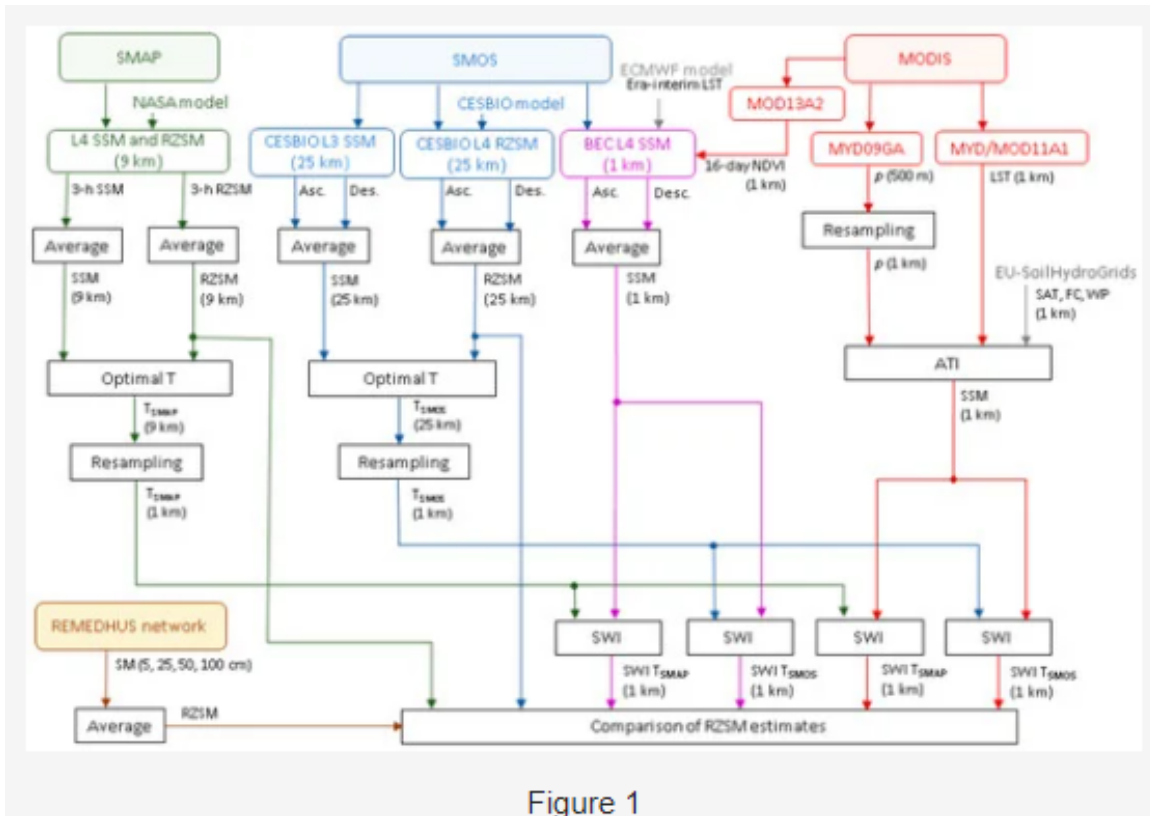 SMAP
SMOS
MODIS
ECMWF model
Era-interim LST
NASA model
CESBIO model
MOD13A2
L4 SSM and RZSM
(9 km)
CESBIO L3 SSM
(25 km)
CESBIO L4 RZSM
(25 km)
BEC L4 SSM
(1 km)
16-day NDVI
(1 km)
MYD09GA
MYD/MOD11A1
3-h SSM
3-h RZSM
Asc.
Des.
Asc.
Des.
Asc.
Desc.
ρ (500 m)
LST (1 km)
Average
Average
Average
Average
Average
Resampling
SSM
(9 km)
RZSM
(9 km)
SSM
(25 km)
RZSM
(25 km)
SSM
(1 km)
ρ (1 km)
EU-SoilHydroGrids
SAT, FC, WP
(1 km)
Optimal T
Optimal T
ATI
TSMAP
(9 km)
TSMOS
(25 km)
SSM
(1 km)
Resampling
Resampling
TSMAP
(1 km)
TSMOS
(1 km)
REMEDHUS network
SWI
SWI
SWI
SWI
SM (5, 25, 50, 100 cm)
SWI TSMAP
(1 km)
SWI TSMOS
(1 km)
SWI TSMAP
(1 km)
SWI TSMOS
(1 km)
Average
RZSM
Comparison of RZSM estimates
Figure 1